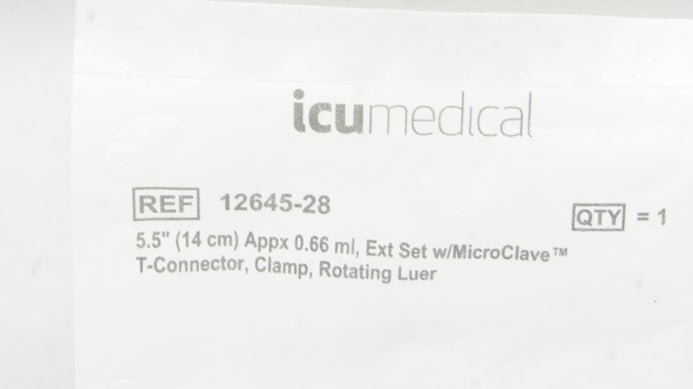 icumedical
REF 12645-28
QTY = 1
5.5" (14 cm) Appx 0.66 ml, Ext Set w/MicroClave™
T-Connector, Clamp, Rotating Luer